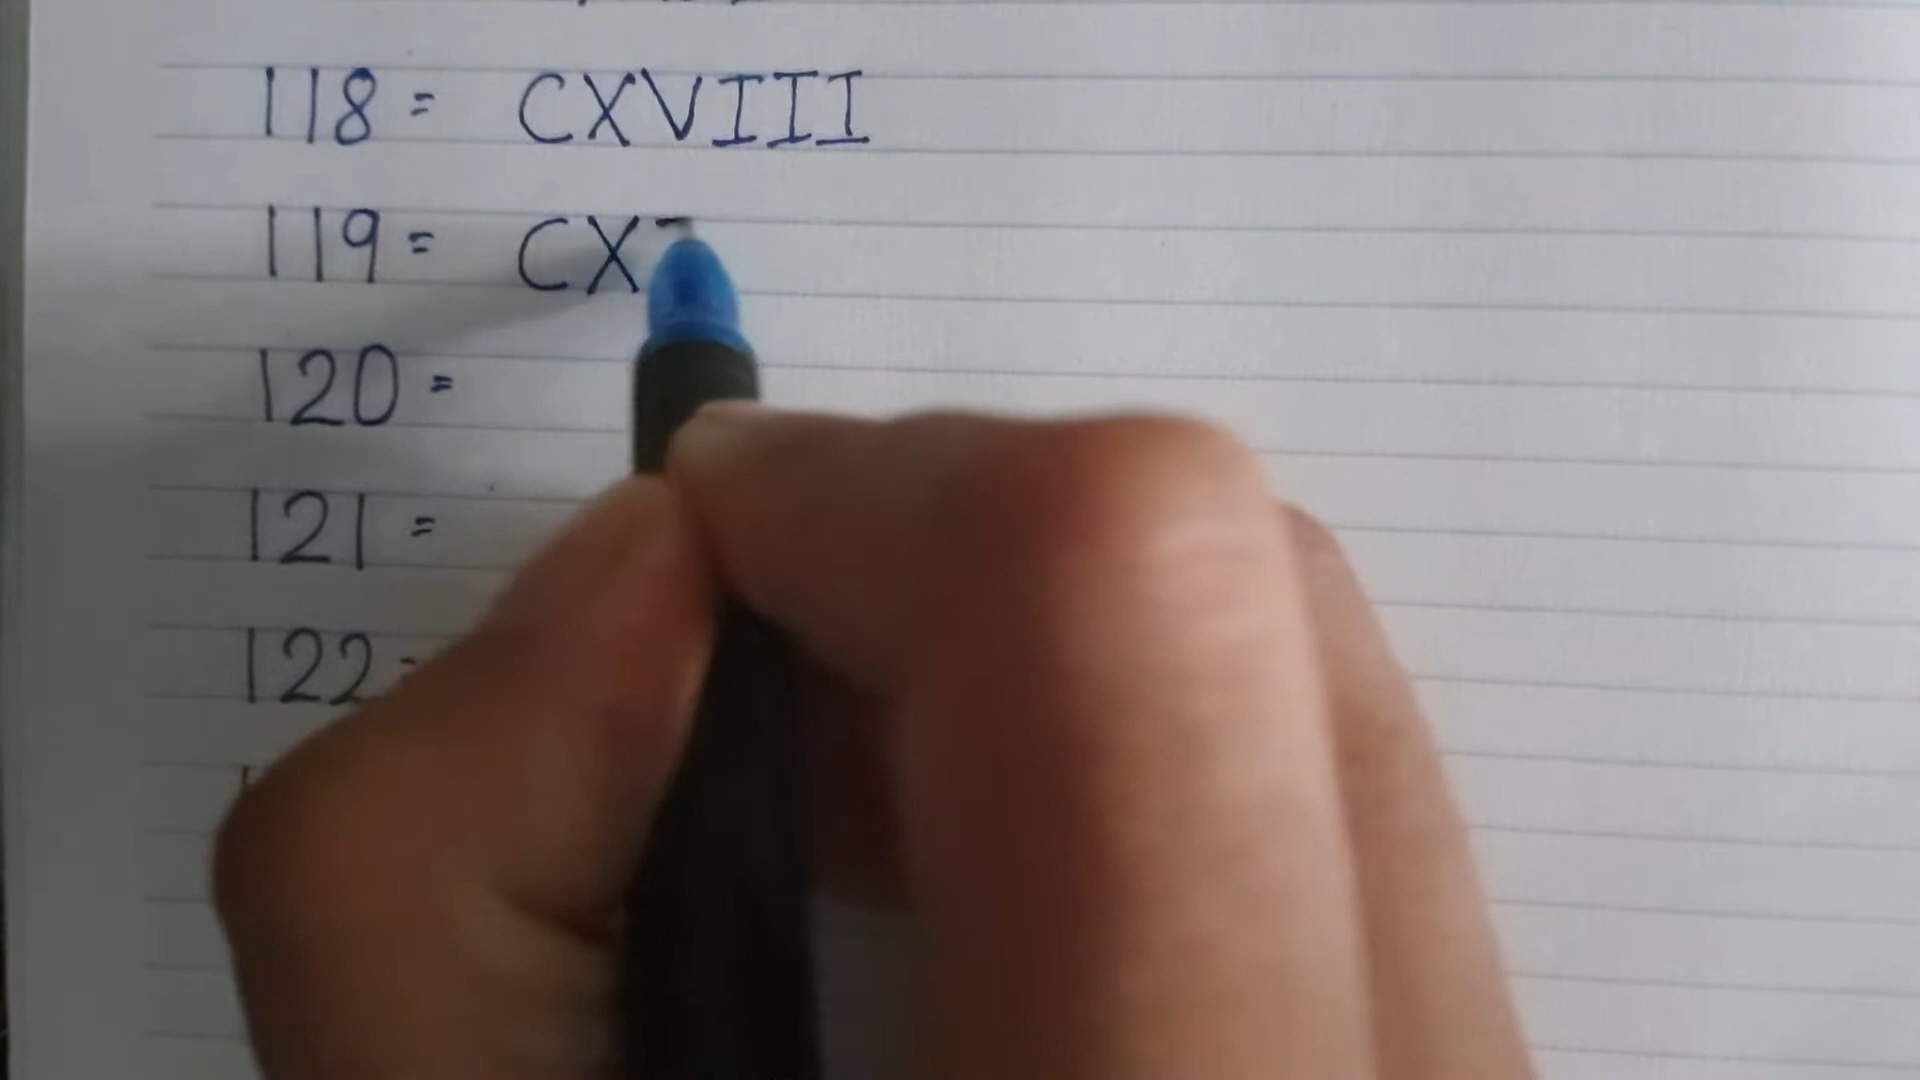 118 = CXVIII
119 = CX
120 =
121 =
122